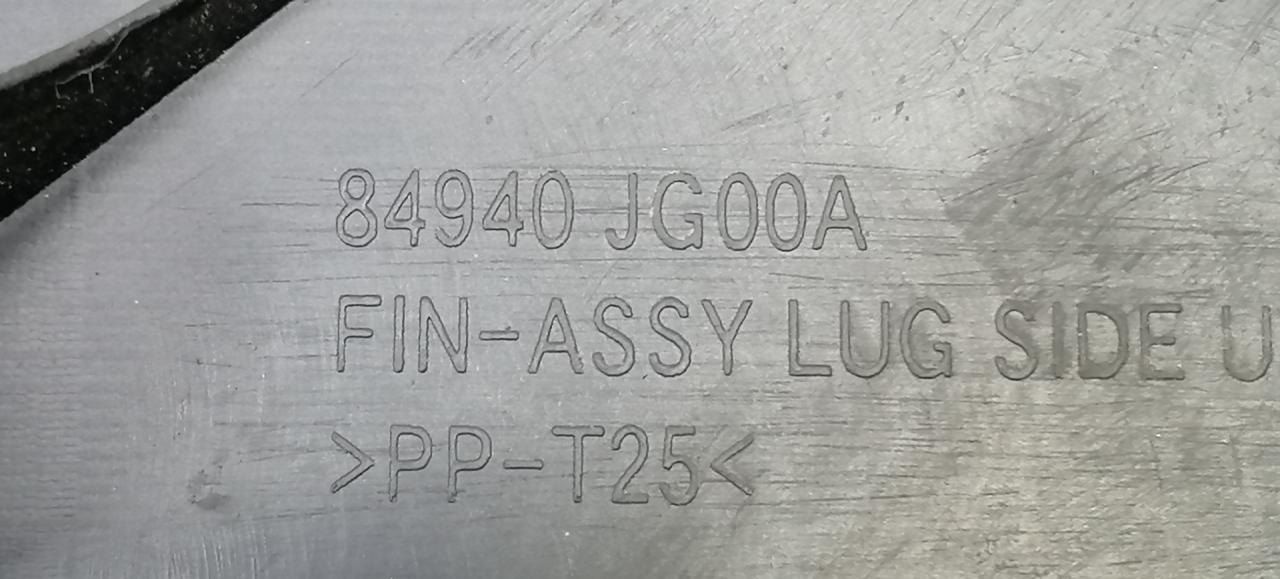 84940 JG00A
FIN-ASSY LUG SIDE U
>PP-T25<